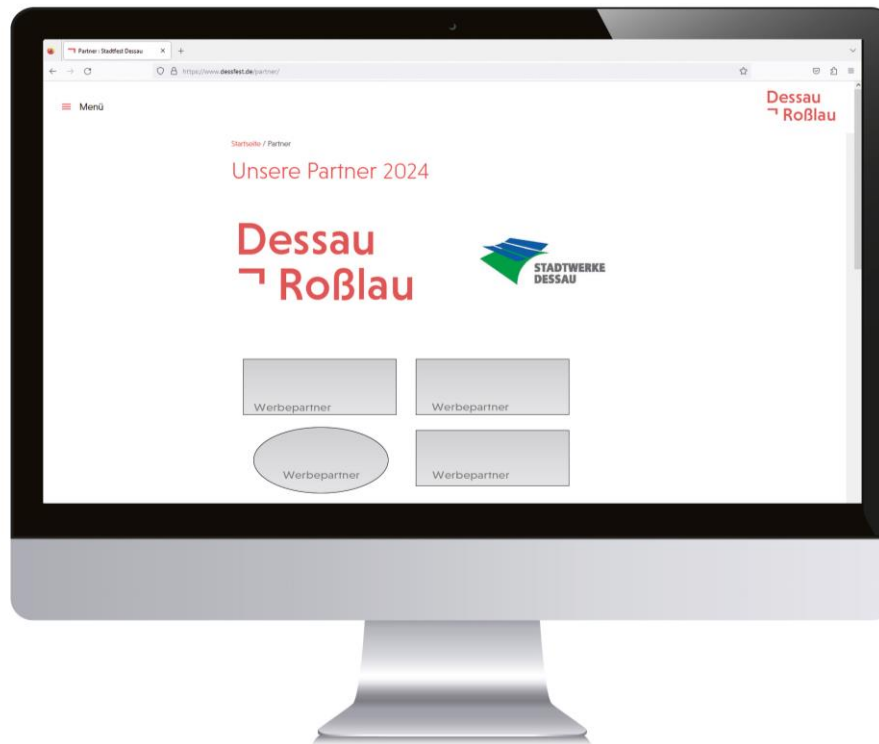 Partner : Stadtfest Dessau
https://www.dessfest.de/partner/
Menü
Dessau
Roßlau
Startseite / Partner
Unsere Partner 2024
Dessau
Roßlau
STADTWERKE
DESSAU
Werbepartner
Werbepartner
Werbepartner
Werbepartner